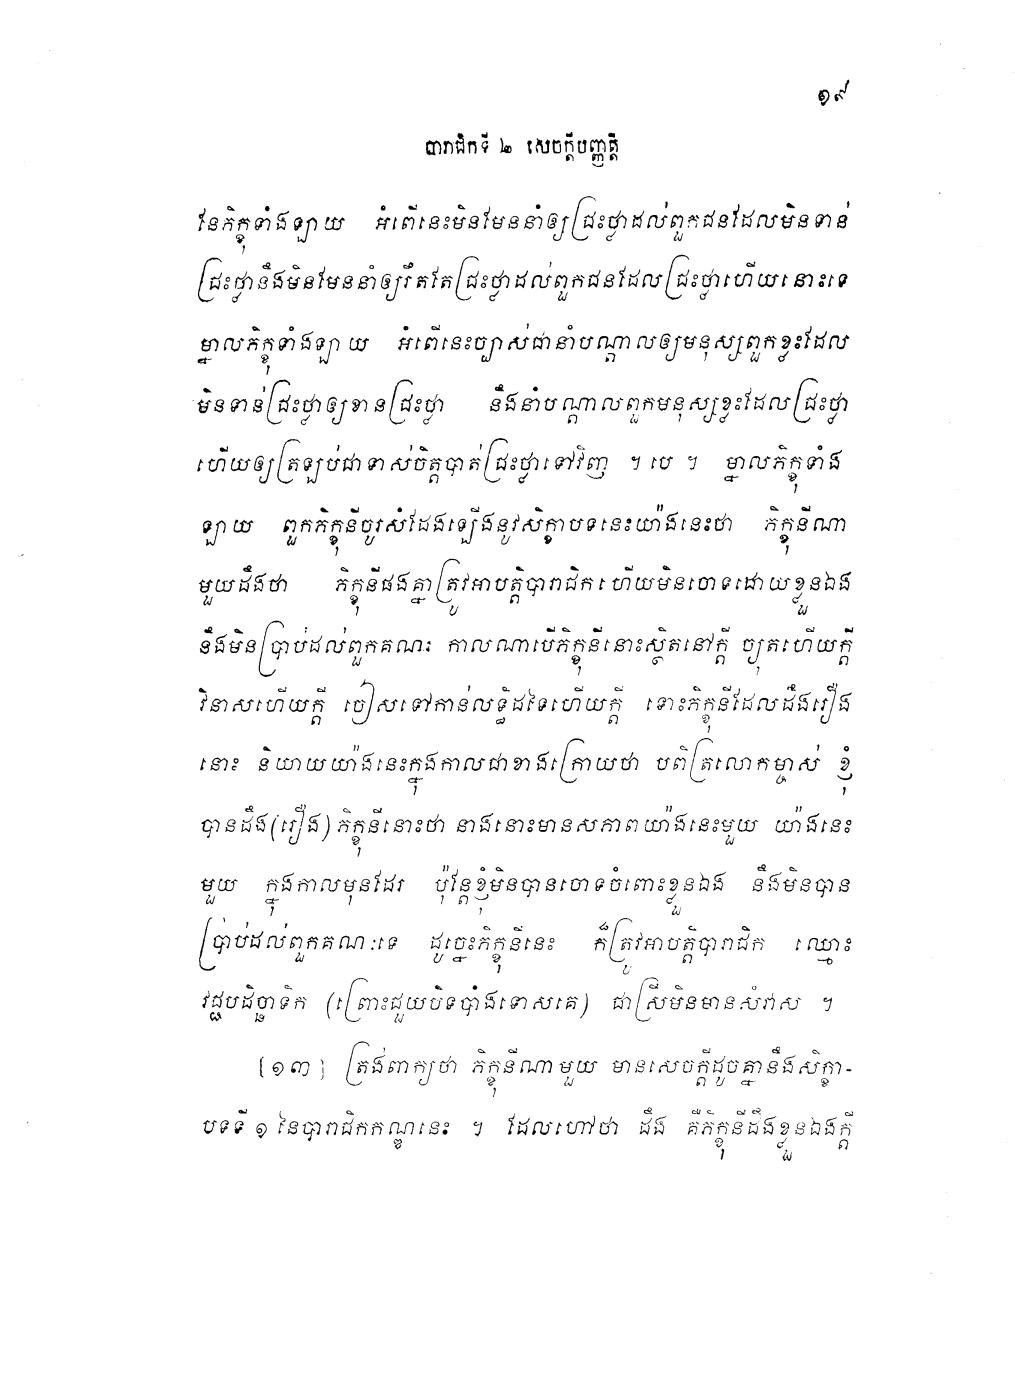 ១៩
បារាជិកទី ២ សេចក្តីបញ្ញត្តិ
នៃភិក្ខុទាំងឡាយ អំពើនេះមិនមែននាំឲ្យជ្រះថ្លាដល់ពួកជនដែលមិនទាន់
ជ្រះថ្លានឹងមិនមែននាំឲ្យរឹតតែជ្រះថ្លាដល់ពួកជនដែលជ្រះថ្លាហើយនោះទេ
ម្នាលភិក្ខុទាំងឡាយ អំពើនេះច្បាស់ជានាំបណ្តាលឲ្យមនុស្សពួកខ្លះដែល
មិនទាន់ជ្រះថ្លាឲ្យខានជ្រះថ្លា នឹងនាំបណ្តាលពួកមនុស្សខ្លះដែលជ្រះថ្លា
ហើយឲ្យត្រឡប់ជាទាស់ចិត្តបាត់ជ្រះថ្លាទៅវិញ ។ បេ ។ ម្នាលភិក្ខុទាំង
ឡាយ ពួកភិក្ខុនីចូរសំដែងឡើងនូវសិក្ខាបទនេះយ៉ាងនេះថា ភិក្ខុនីណា
មួយដឹងថា ភិក្ខុនីផងគ្នាត្រូវអាបត្តិបារាជិកហើយមិនចោទដោយខ្លួនឯង
នឹងមិនប្រាប់ដល់ពួកគណៈ កាលណាបើភិក្ខុនីនោះស្ថិតនៅក្តី ច្យុតហើយក្តី
វិនាសហើយក្តី ចៀសទៅកាន់លទ្ធិដទៃហើយក្តី ទោះភិក្ខុនីដែលដឹងរឿង
នោះ និយាយយ៉ាងនេះក្នុងកាលជាខាងក្រោយថា បពិត្រលោកម្ចាស់ ខ្ញុំ
បានដឹង(រឿង)ភិក្ខុនីនោះថា នាងនោះមានសភាពយ៉ាងនេះមួយ យ៉ាងនេះ
មួយ ក្នុងកាលមុនដែរ ប៉ុន្តែខ្ញុំមិនបានចោទចំពោះខ្លួនឯង នឹងមិនបាន
ប្រាប់ដល់ពួកគណៈទេ ដូច្នេះភិក្ខុនីនេះ ក៏ត្រូវអាបត្តិបារាជិក ឈ្មោះ
វជ្ជបដិច្ឆាទិក (ព្រោះជួយបិទបាំងទោសគេ) ជាស្រីមិនមានសំវាស ។
[១៣] ត្រង់ពាក្យថា ភិក្ខុនីណាមួយ មានសេចក្តីដូចគ្នានឹងសិក្ខា-
បទទី ១ នៃបារាជិកកណ្ឌនេះ ។ ដែលហៅថា ដឹង គឺភិក្ខុនីដឹងខ្លួនឯងក្តី